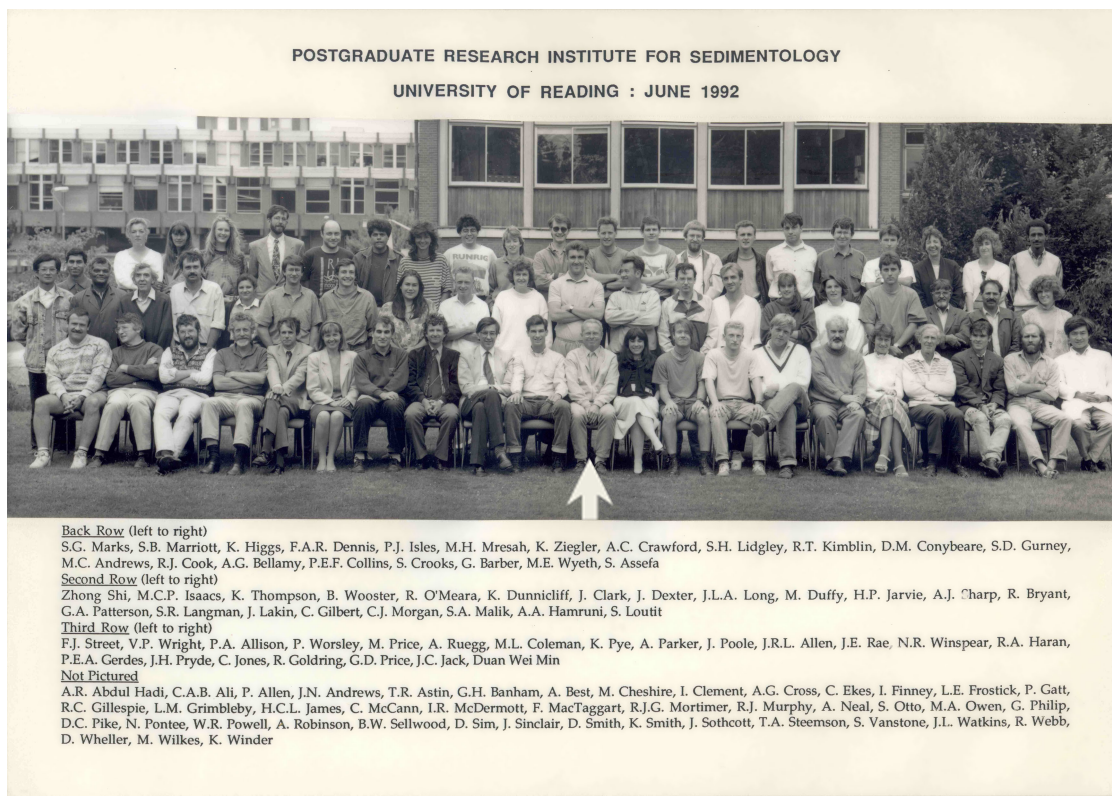 POSTGRADUATE RESEARCH INSTITUTE FOR SEDIMENTOLOGY
UNIVERSITY OF READING : JUNE 1992
RUNRIG
Back Row (left to right)
S.G. Marks, S.B. Marriott, K. Higgs, F.A.R. Dennis, P.J. Isles, M.H. Mresah, K. Ziegler, A.C. Crawford, S.H. Lidgley, R.T. Kimblin, D.M. Conybeare, S.D. Gurney,
M.C. Andrews, R.J. Cook, A.G. Bellamy, P.E.F. Collins, S. Crooks, G. Barber, M.E. Wyeth, S. Assefa
Second Row (left to right)
Zhong Shi, M.C.P. Isaacs, K. Thompson, B. Wooster, R. O'Meara, K. Dunnicliff, J. Clark, J. Dexter, J.L.A. Long, M. Duffy, H.P. Jarvie, A.J. Sharp, R. Bryant,
G.A. Patterson, S.R. Langman, J. Lakin, C. Gilbert, C.J. Morgan, S.A. Malik, A.A. Hamruni, S. Loutit
Third Row (left to right)
F.J. Street, V.P. Wright, P.A. Allison, P. Worsley, M. Price, A. Ruegg, M.L. Coleman, K. Pye, A. Parker, J. Poole, J.R.L. Allen, J.E. Rae, N.R. Winspear, R.A. Haran,
P.E.A. Gerdes, J.H. Pryde, C. Jones, R. Goldring, G.D. Price, J.C. Jack, Duan Wei Min
Not Pictured
A.R. Abdul Hadi, C.A.B. Ali, P. Allen, J.N. Andrews, T.R. Astin, G.H. Banham, A. Best, M. Cheshire, I. Clement, A.G. Cross, C. Ekes, I. Finney, L.E. Frostick, P. Gatt,
R.C. Gillespie, L.M. Grimbleby, H.C.L. James, C. McCann, I.R. McDermott, F. MacTaggart, R.J.G. Mortimer, R.J. Murphy, A. Neal, S. Otto, M.A. Owen, G. Philip,
D.C. Pike, N. Pontee, W.R. Powell, A. Robinson, B.W. Sellwood, D. Sim, J. Sinclair, D. Smith, K. Smith, J. Sothcott, T.A. Steemson, S. Vanstone, J.L. Watkins, R. Webb,
D. Wheller, M. Wilkes, K. Winder